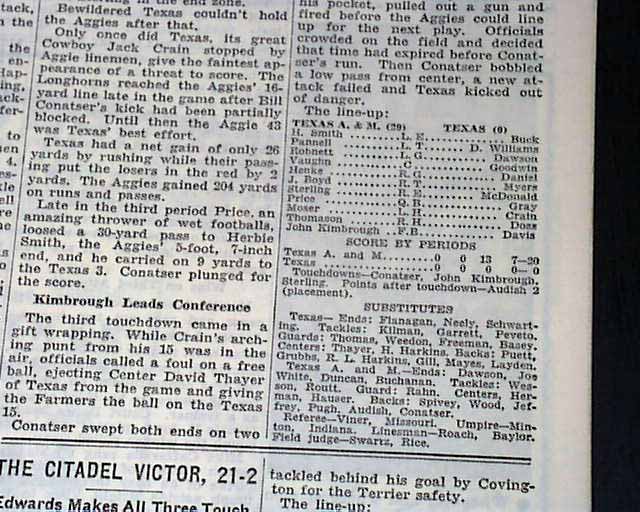 Bewildered Texas couldn't hold
the Aggies after that.
Only once did Texas, its great
Cowboy Jack Crain stopped by
Aggie linemen, give the faintest ap-
pearance of a threat to score. The
Longhorns reached the Aggies' 16-
yard line late in the game after Bill
Conatser's kick had been partially
blocked. Until then the Aggie 43
was Texas' best effort.
Texas had a net gain of only 26
yards by rushing while their pass-
ing put the losers in the red by 2
yards. The Aggies gained 204 yards
on runs and passes.
Late in the third period Price, an
amazing thrower of wet footballs,
loosed a 30-yard pass to Herbie
Smith, the Aggies' 5-foot, 7-inch
end, and he carried on 9 yards to
the Texas 3. Conatser plunged for
the score.
Kimbrough Leads Conference
The third touchdown came in a
gift wrapping. While Crain's arch-
ing punt from his 15 was in the
air, officials called a foul on a free
ball, ejecting Center David Thayer
of Texas from the game and giving
the Farmers the ball on the Texas
15.
Conatser swept both ends on two
his pocket, pulled out a gun and
fired before the Aggies could line
up for the next play. Officials
crowded on the field and decided
that time had expired before Conat-
ser's run. Then Conatser bobbled
a low pass from center, a new at-
tack failed and Texas kicked out
of danger.
The line-up:
TEXAS A. & M. (20) TEXAS (0)
H. Smith........L. E........Buck
Pannell........L. T........D. Williams
Robnett........L. G........Dawson
Vaughn........C........Goodwin
Henke........R. G........Daniel
J. Boyd........R. T........Myers
Sterling........R. E........McDonald
Price........Q. B........Gray
Moser........L. H........Crain
Thomason........R. H........Doss
John Kimbrough..F. B........Davis
SCORE BY PERIODS
Texas A. and M........0 0 13 7—20
Texas........0 0 0 0— 0
Touchdowns—Conatser, John Kimbrough,
Sterling. Points after touchdown—Audish 2
(placement).
SUBSTITUTES
Texas— Ends: Flanagan, Neely, Schwart-
ing. Tackles: Kilman, Garrett, Peveto.
Guards: Thomas, Weedon, Freeman, Basey.
Centers: Thayer, H. Harkins. Backs: Puett,
Grubbs, R. L. Harkins, Gill, Mayes, Layden.
Texas A. and M.—Ends: Dawson, Joe
White, Duncan, Buchanan. Tackles: Wes-
son, Routt. Guard: Rahn. Centers, Her-
man, Hauser. Backs: Spivey, Wood, Jef-
frey, Pugh, Audish, Conatser.
Referee—Viner, Missouri. Umpire—Min-
ton, Indiana. Linesman—Roach, Baylor.
Field judge—Swartz, Rice.
THE CITADEL VICTOR, 21-2
Edwards Makes All Three Touch
tackled behind his goal by Coving-
ton for the Terrier safety.
The line-up: